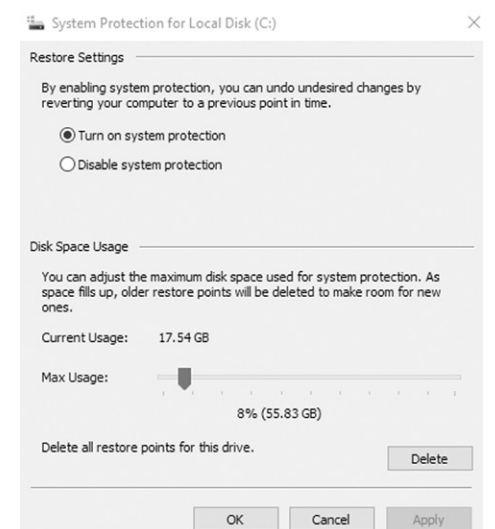 System Protection for Local Disk (C:)
Restore Settings
By enabling system protection, you can undo undesired changes by
reverting your computer to a previous point in time.
Turn on system protection
Disable system protection
Disk Space Usage
You can adjust the maximum disk space used for system protection. As
space fills up, older restore points will be deleted to make room for new
ones.
Current Usage: 17.54 GB
Max Usage:
8% (55.83 GB)
Delete all restore points for this drive.
Delete
OK Cancel Apply